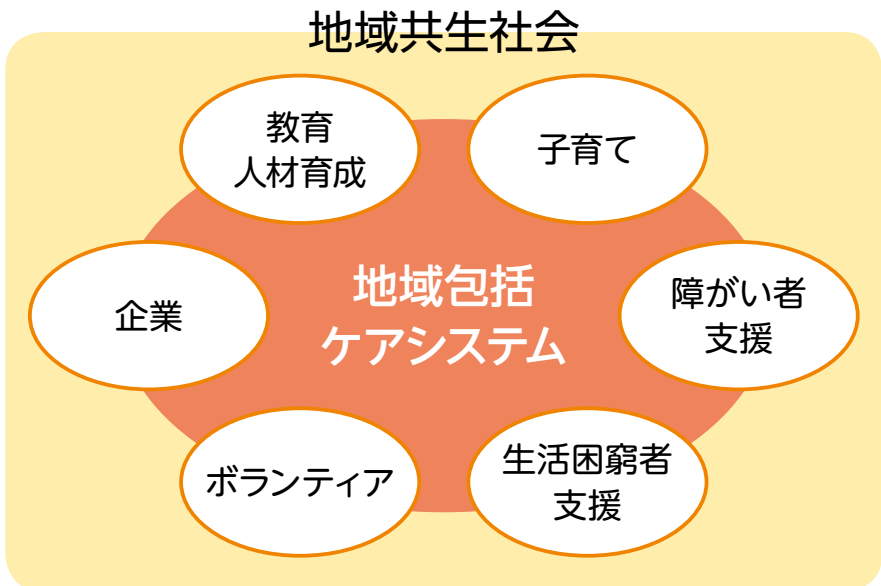 地域共生社会
教育
人材育成
子育て
企業
地域包括
ケアシステム
障がい者
支援
ボランティア
生活困窮者
支援